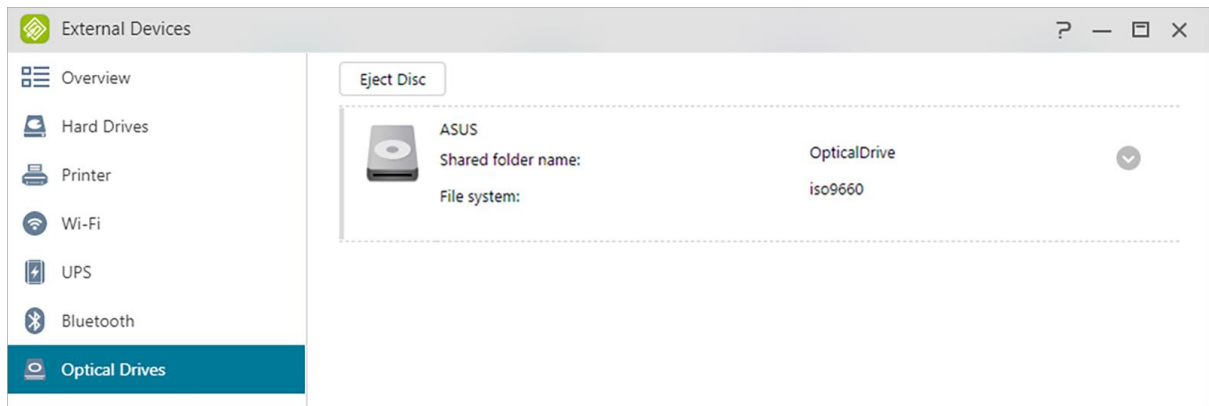 External Devices
Overview
Hard Drives
Printer
Wi-Fi
UPS
Bluetooth
Optical Drives
Eject Disc
ASUS
Shared folder name: OpticalDrive
File system: iso9660